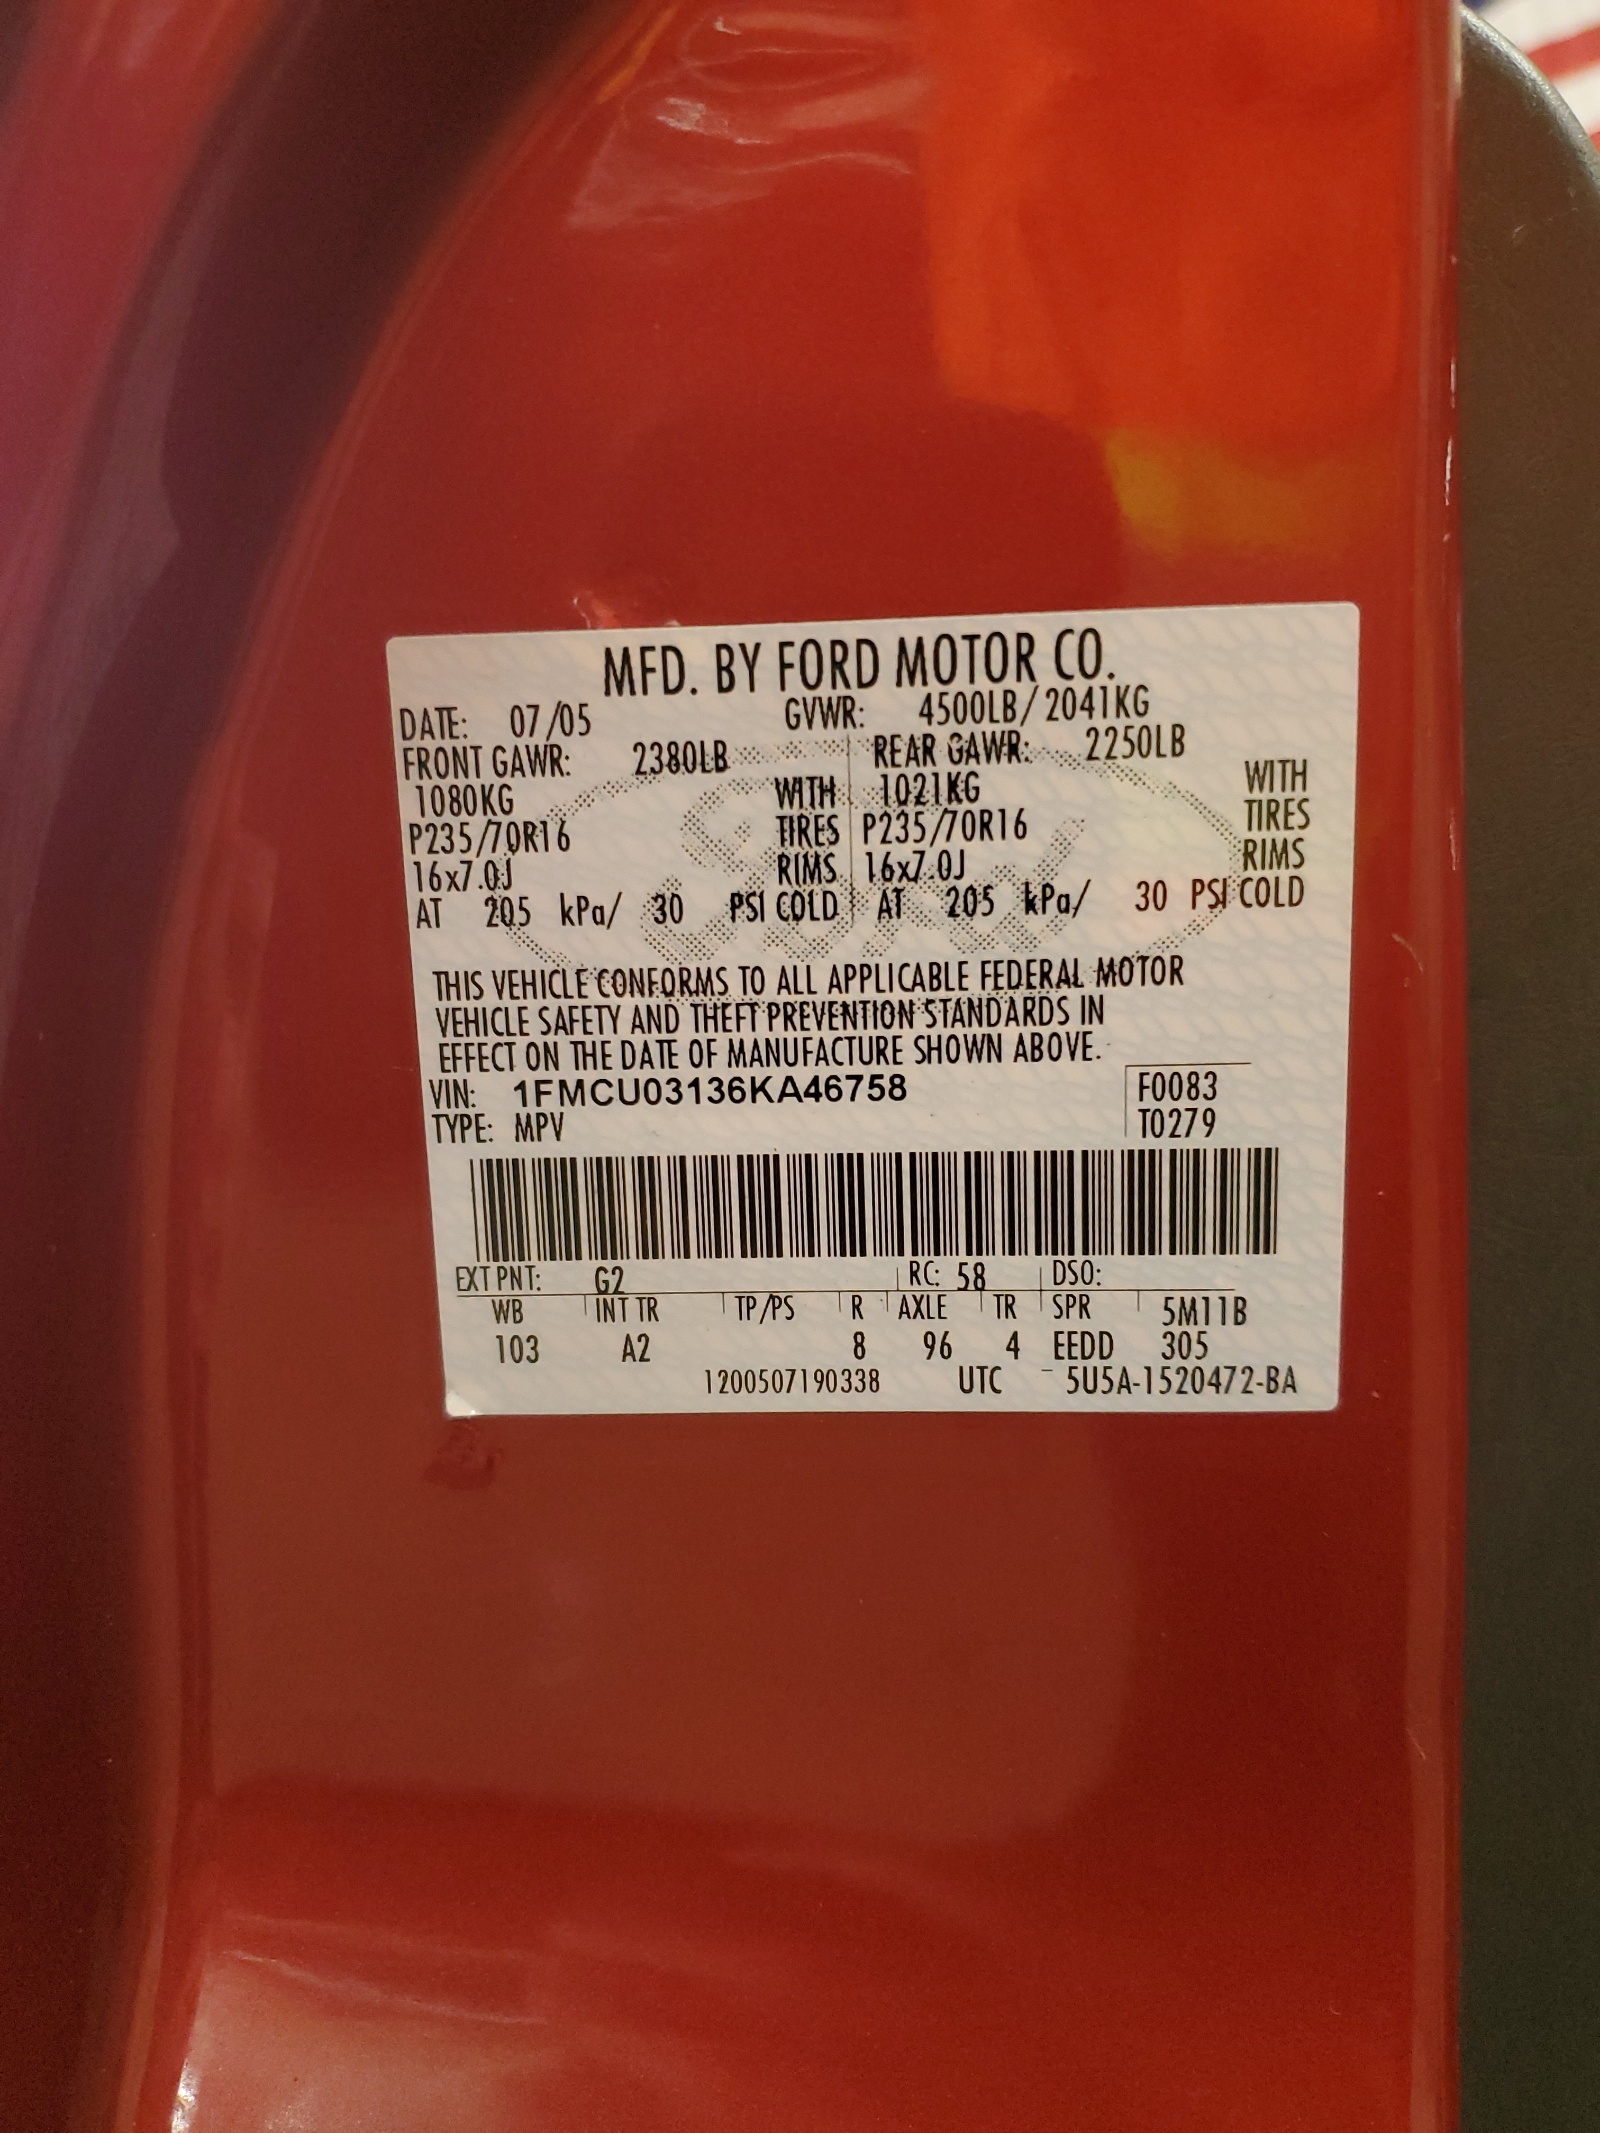 MFD. BY FORD MOTOR CO.
DATE: 07/05 GVWR: 4500LB/2041KG
FRONT GAWR: 2380LB REAR GAWR: 2250LB
1080KG WITH 1021KG WITH
P235/70R16 TIRES P235/70R16 TIRES
16x7.0J RIMS 16x7.0J RIMS
AT 205 kPa/ 30 PSI COLD AT 205 kPa/ 30 PSI COLD
THIS VEHICLE CONFORMS TO ALL APPLICABLE FEDERAL MOTOR
VEHICLE SAFETY AND THEFT PREVENTION STANDARDS IN
EFFECT ON THE DATE OF MANUFACTURE SHOWN ABOVE.
VIN: 1FMCU03136KA46758 F0083
TYPE: MPV T0279
EXT PNT: G2 RC: 58 DSO:
WB INT TR TP/PS R AXLE TR SPR 5M11B
103 A2 8 96 4 EEDD 305
1200507190338 UTC 5U5A-1520472-BA